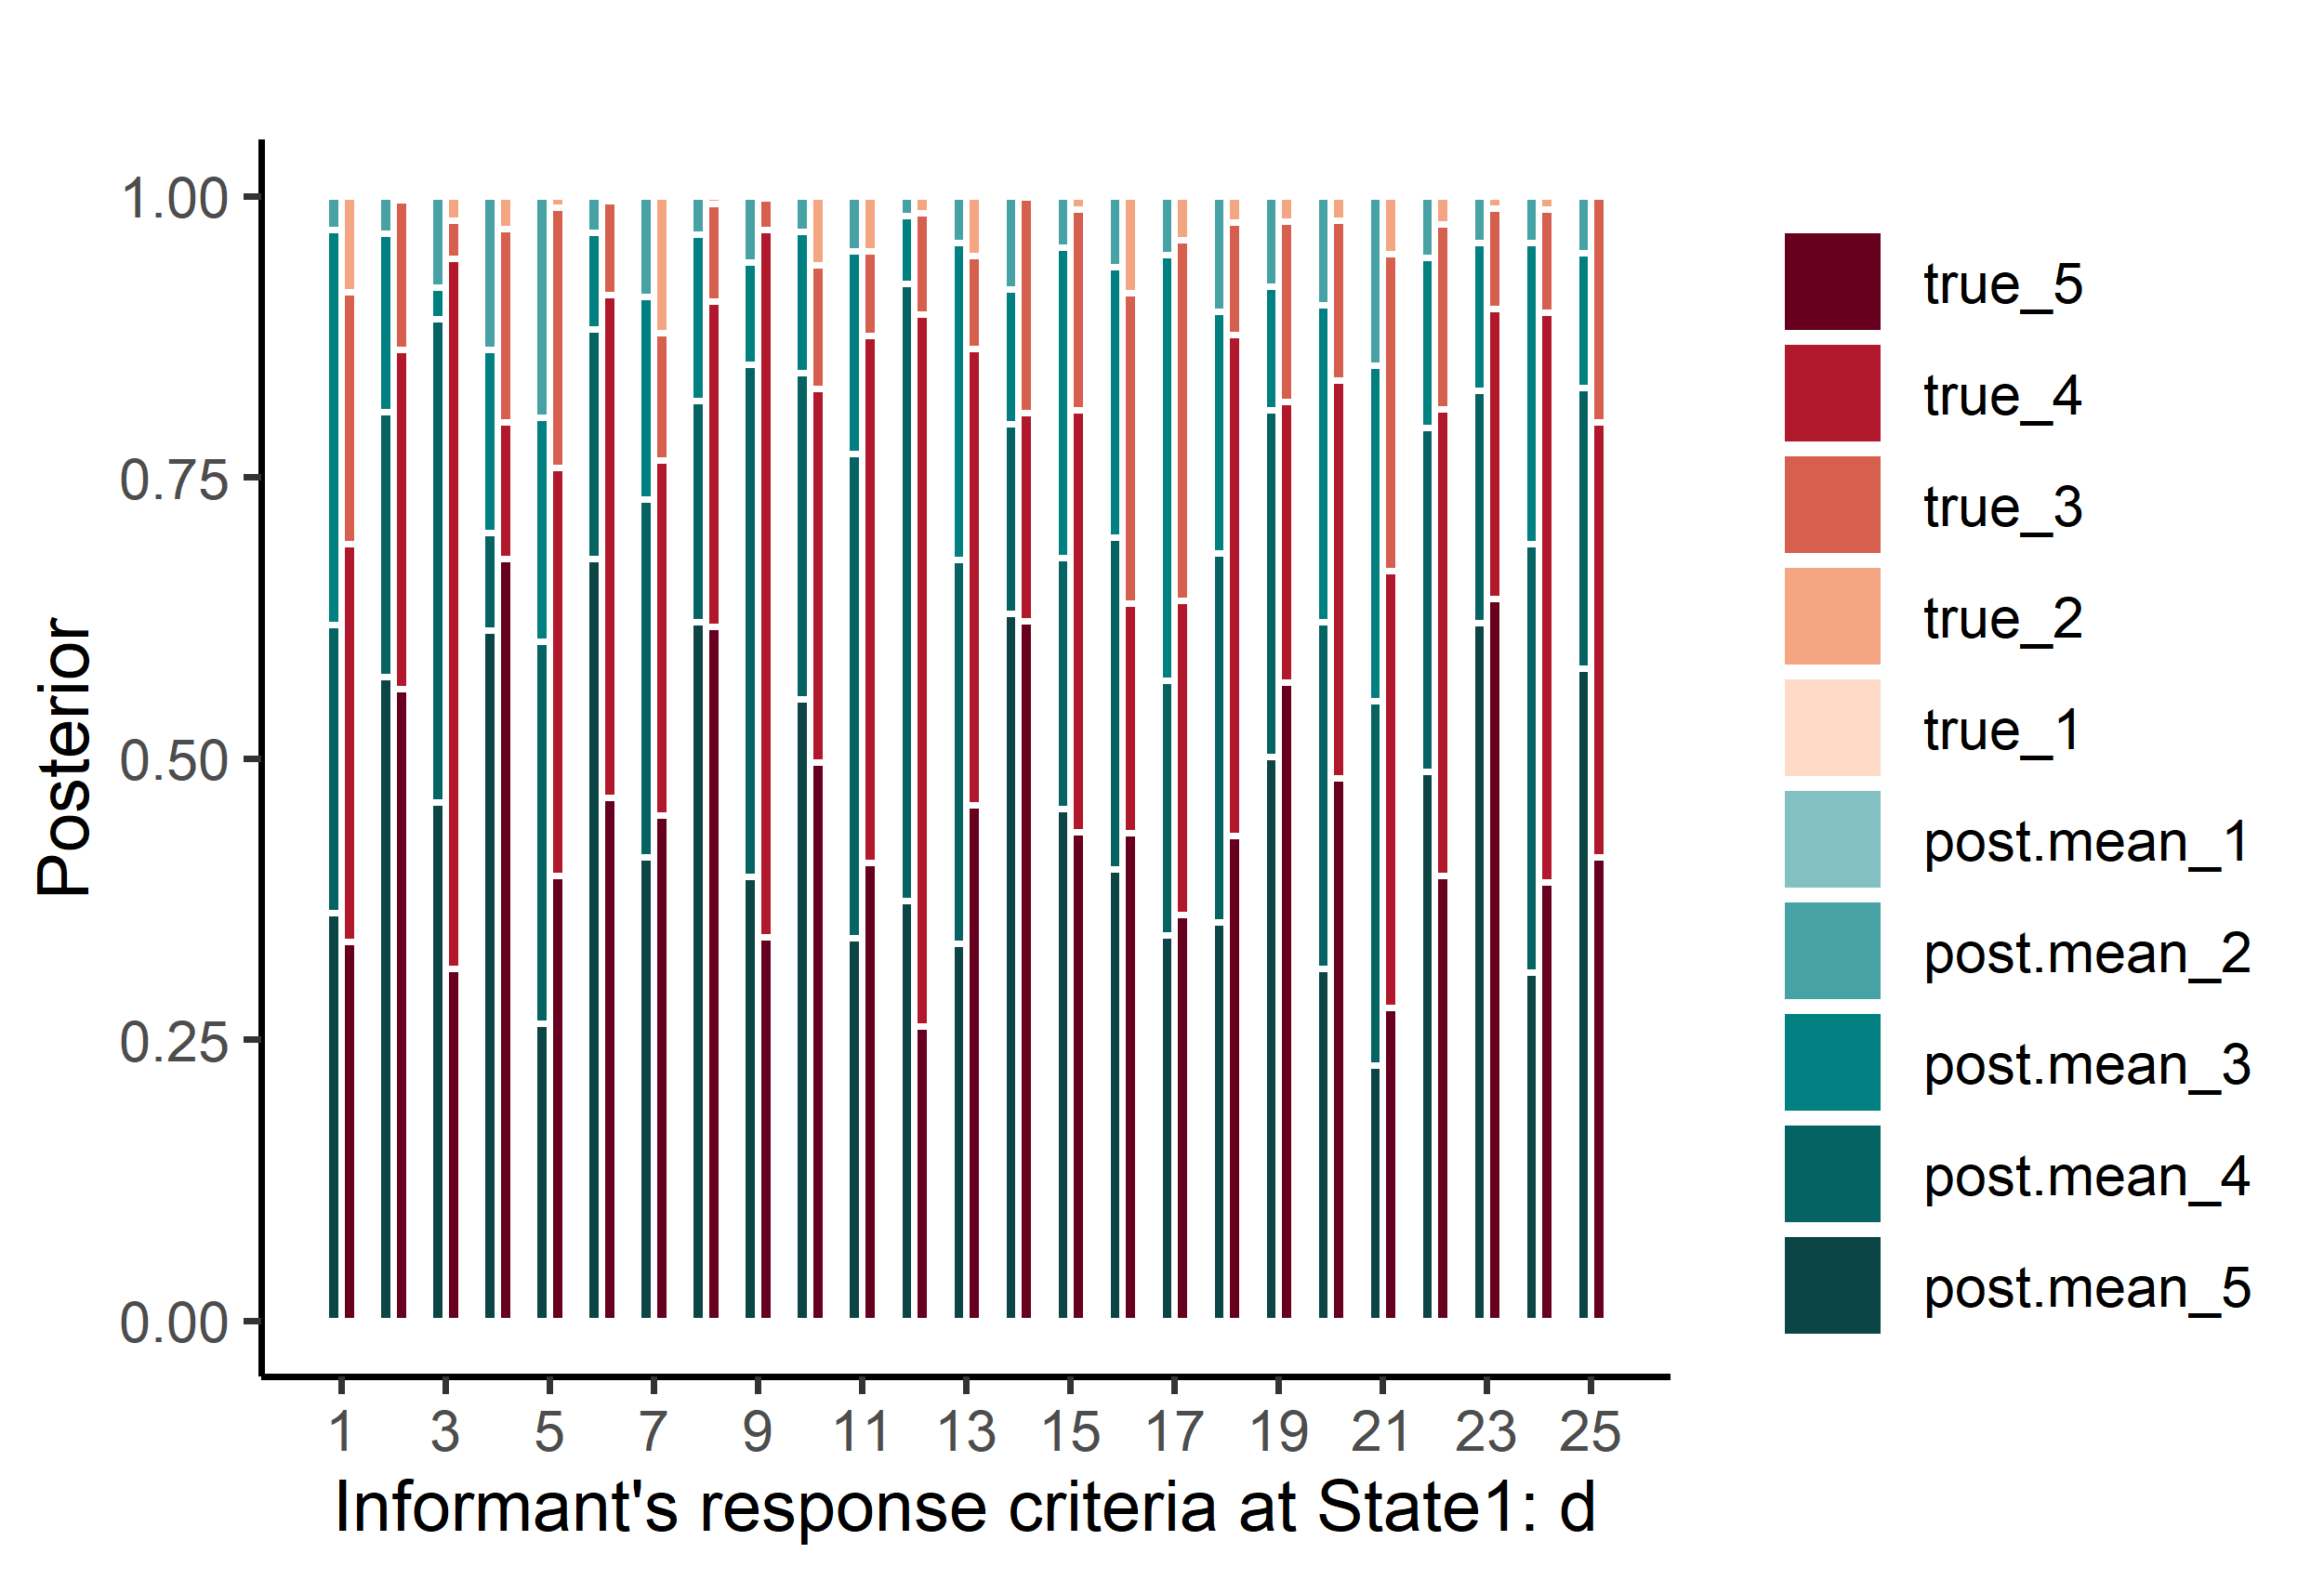 Posterior
1.00
0.75
0.50
0.25
0.00
1 3 5 7 9 11 13 15 17 19 21 23 25
Informant's response criteria at State1: d
true_5
true_4
true_3
true_2
true_1
post.mean_1
post.mean_2
post.mean_3
post.mean_4
post.mean_5